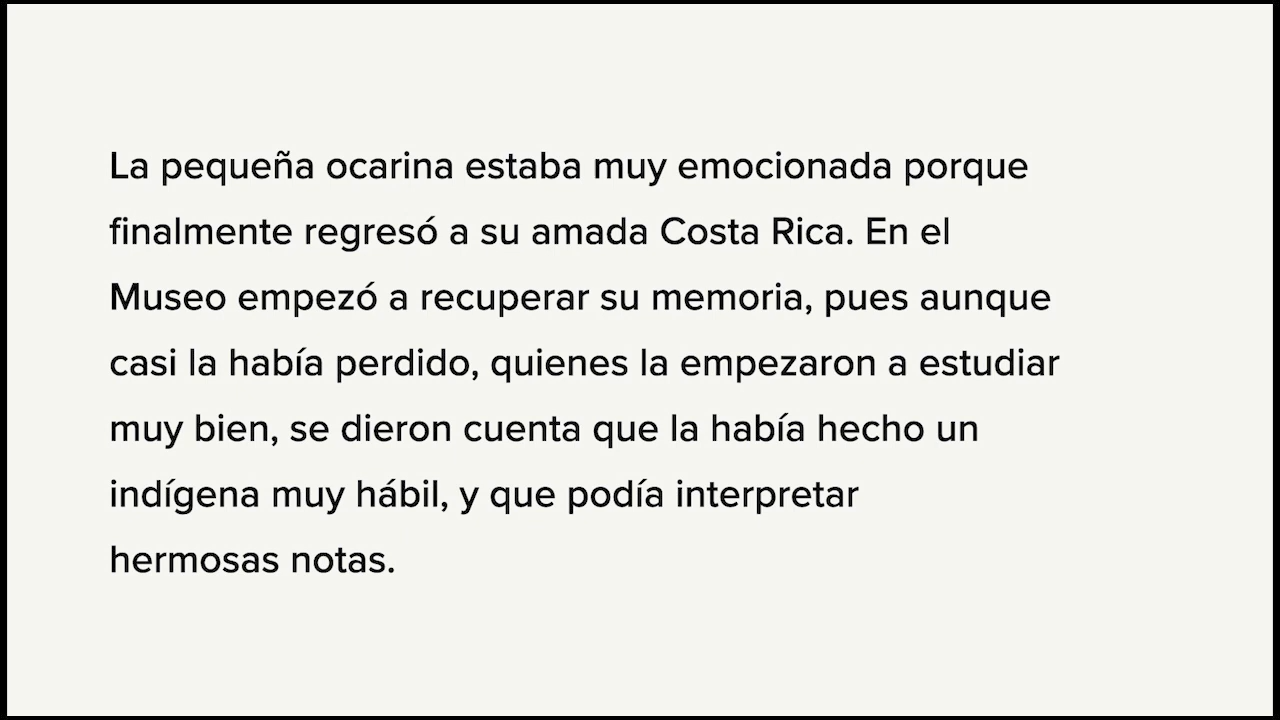 La pequeña ocarina estaba muy emocionada porque
finalmente regresó a su amada Costa Rica. En el
Museo empezó a recuperar su memoria, pues aunque
casi la había perdido, quienes la empezaron a estudiar
muy bien, se dieron cuenta que la había hecho un
indígena muy hábil, y que podía interpretar
hermosas notas.